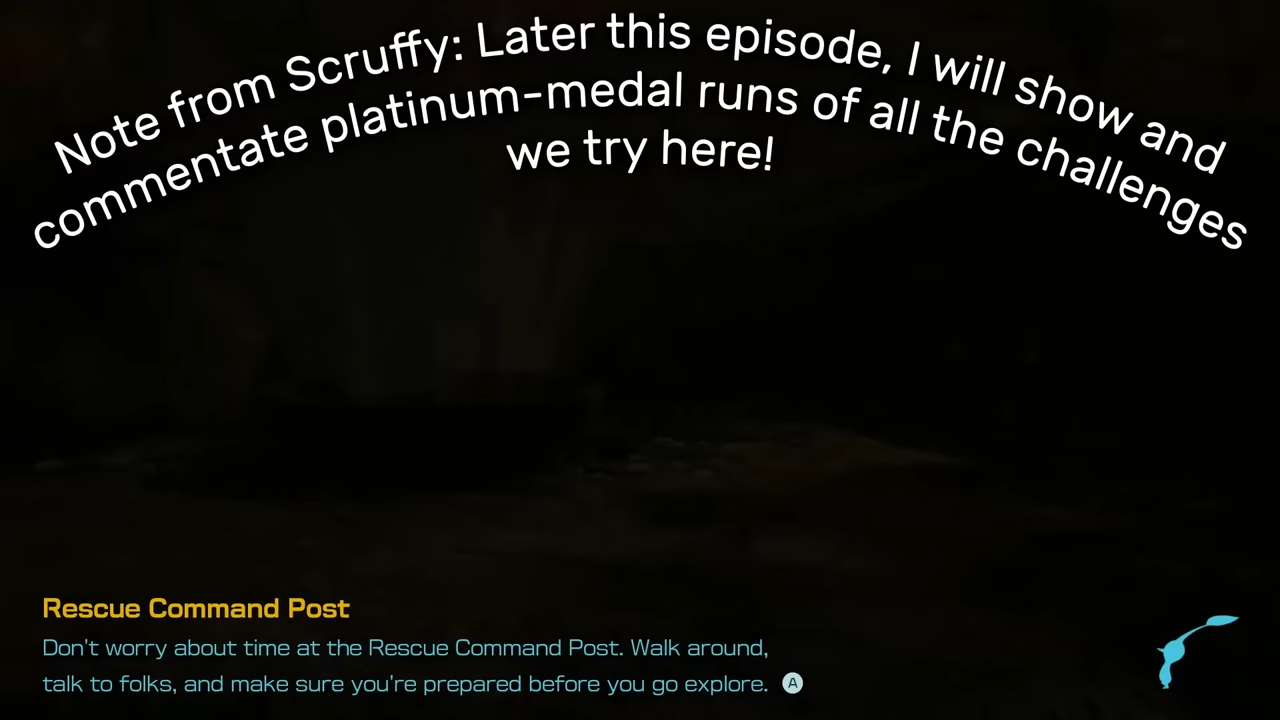 Note from Scruffy: Later this episode, I will show and
commentate platinum-medal runs of all the challenges
we try here!
Rescue Command Post
Don't worry about time at the Rescue Command Post. Walk around,
talk to folks, and make sure you're prepared before you go explore. A